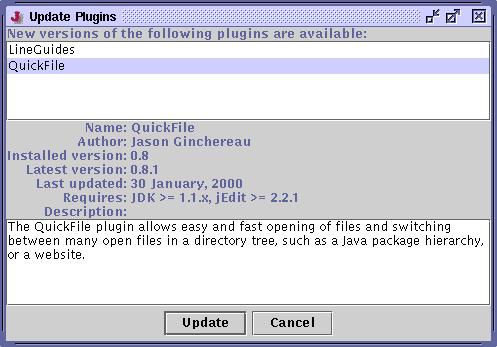 Update Plugins
New versions of the following plugins are available:
LineGuides
QuickFile
Name: QuickFile
Author: Jason Ginchereau
Installed version: 0.8
Latest version: 0.8.1
Last updated: 30 January, 2000
Requires: JDK >= 1.1.x, jEdit >= 2.2.1
Description:
The QuickFile plugin allows easy and fast opening of files and switching
between many open files in a directory tree, such as a Java package hierarchy,
or a website.
Update Cancel